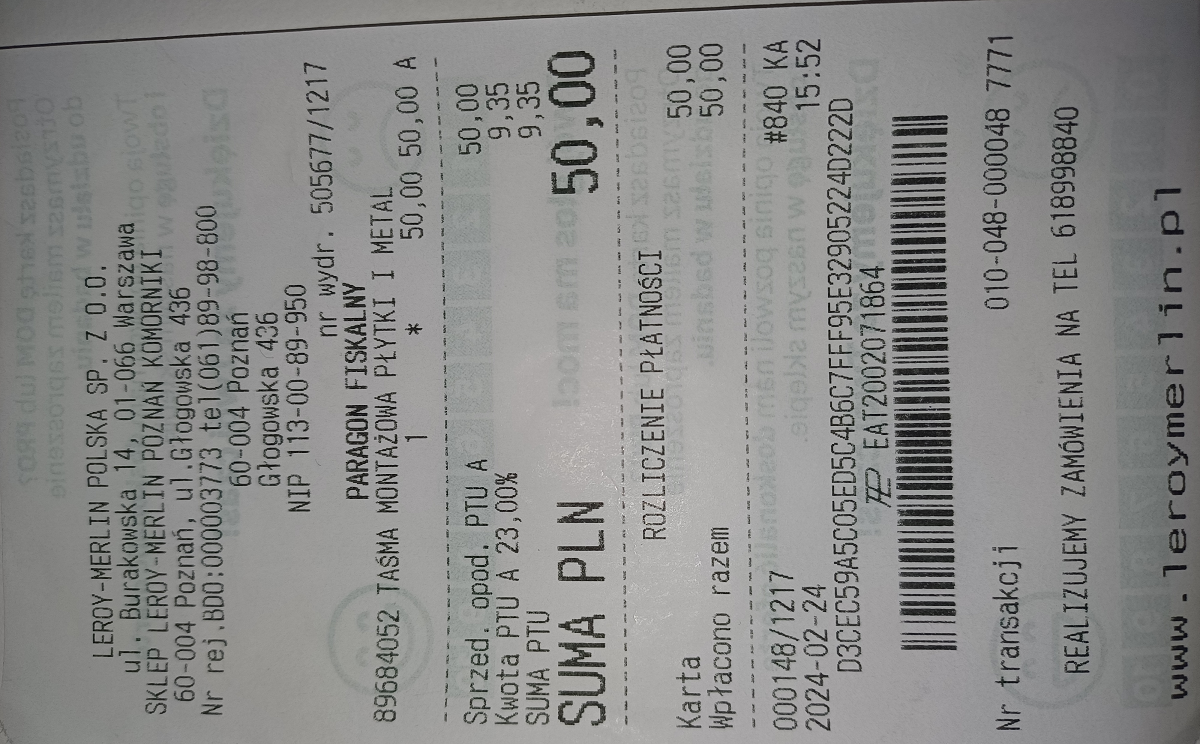 LEROY-MERLIN POLSKA SP. Z O.O.
ul. Burakowska 14, 01-066 Warszawa
SKLEP LEROY-MERLIN POZNAŃ KOMORNIKI
60-004 Poznań, ul.Głogowska 436
Nr rej.BDO:000003773 tel(061)89-98-800
60-004 Poznań
Głogowska 436
NIP 113-00-89-950
nr wydr. 505677/1217
PARAGON FISKALNY
89684052 TAŚMA MONTAŻOWA PŁYTKI I METAL
1 * 50,00 50,00 A
Sprzed. opod. PTU A 50,00
Kwota PTU A 23,00% 9,35
SUMA PTU 9,35
SUMA PLN 50,00
ROZLICZENIE PŁATNOŚCI
Karta 50,00
Wpłacono razem 50,00
000148/1217 #840 KA
2024-02-24 15:52
D3CEC59A5C05ED5C4B6C7FFF95E32905224D222D
EAT2002071864
Nr transakcji 010-048-000048 7771
REALIZUJEMY ZAMÓWIENIA NA TEL 618998840
www.leroymerlin.pl